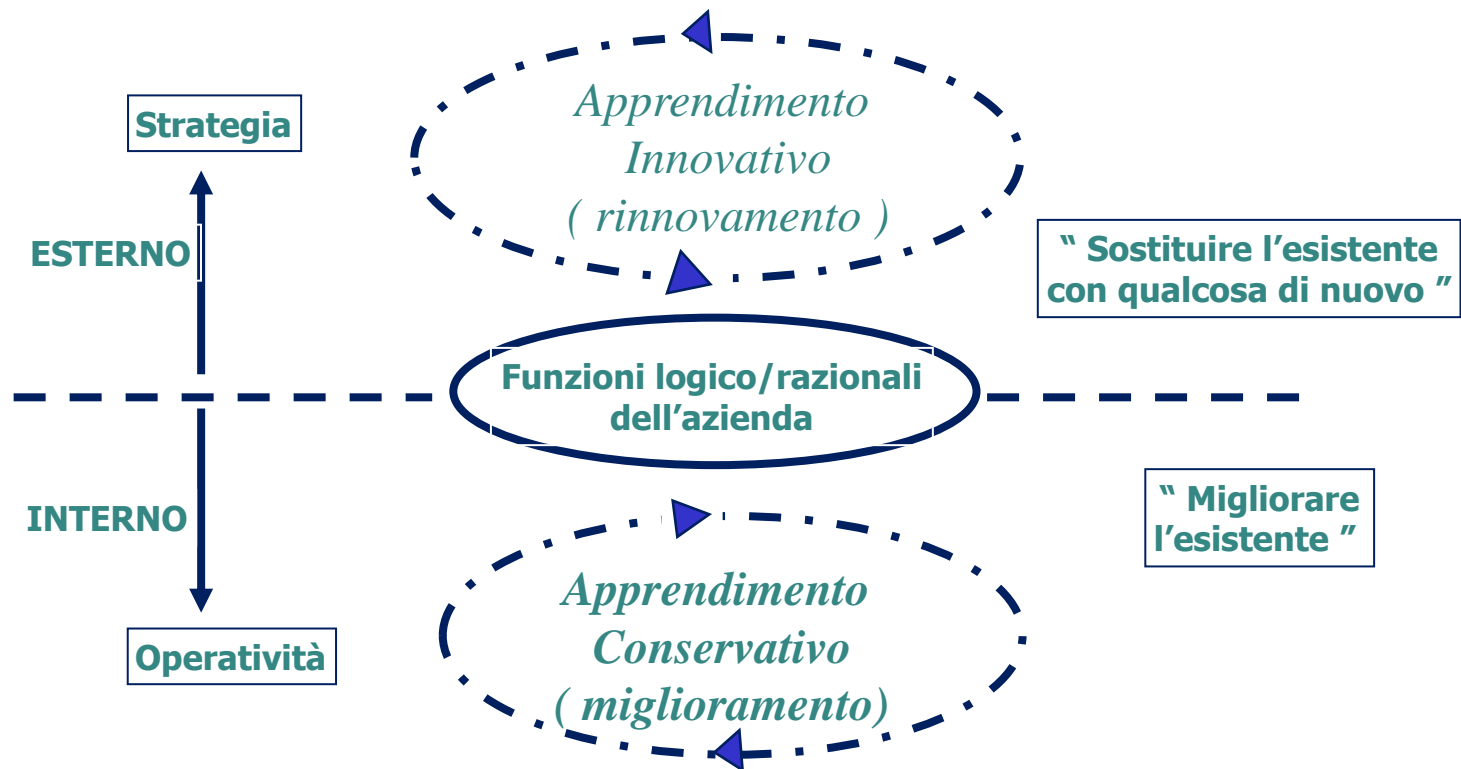 Strategia
ESTERNO
Apprendimento
Innovativo
( rinnovamento )
“ Sostituire l’esistente
con qualcosa di nuovo ”
Funzioni logico/razionali
dell’azienda
INTERNO
Operatività
Apprendimento
Conservativo
( miglioramento)
“ Migliorare
l’esistente ”